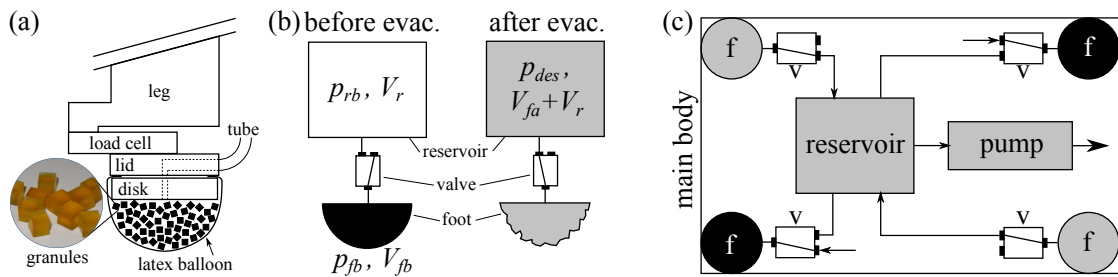 (a)
leg
tube
load cell
lid
disk
granules
latex balloon
(b)
before evac.
after evac.
p_rb, V_r
p_des,
V_fa+V_r
reservoir
valve
foot
p_fb, V_fb
(c)
main body
f
v
v
f
reservoir
pump
f
v
v
f